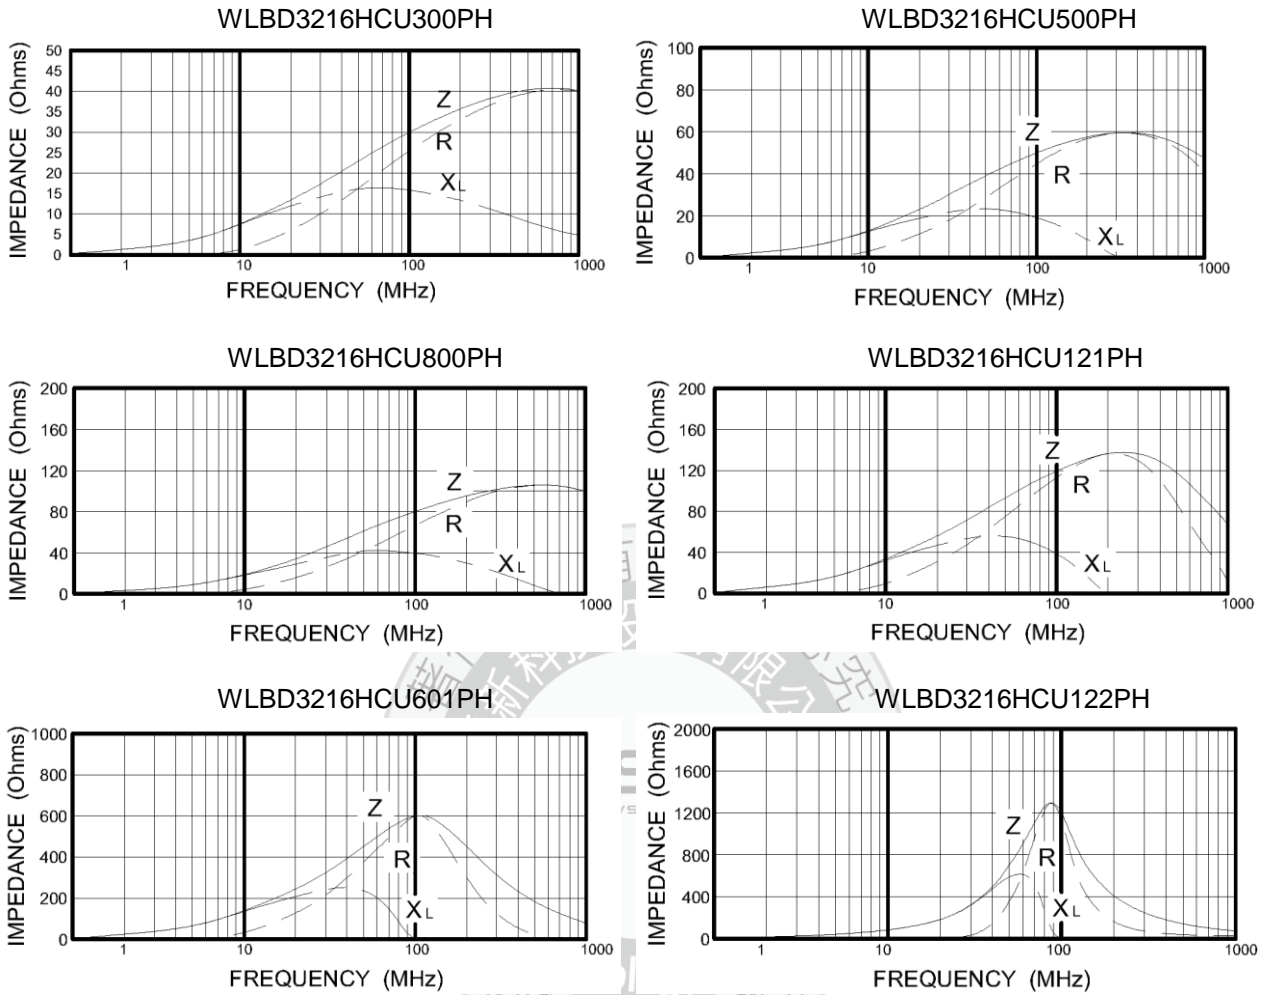 WLBD3216HCU300PH
IMPEDANCE (Ohms)
50
45
40
35
30
25
20
15
10
5
0
Z
R
XL
1
10
100
1000
FREQUENCY (MHz)
WLBD3216HCU500PH
IMPEDANCE (Ohms)
100
80
60
40
20
0
Z
R
XL
1
10
100
1000
FREQUENCY (MHz)
WLBD3216HCU800PH
IMPEDANCE (Ohms)
200
160
120
80
40
0
Z
R
XL
1
10
100
1000
FREQUENCY (MHz)
WLBD3216HCU121PH
IMPEDANCE (Ohms)
200
160
120
80
40
0
Z
R
XL
1
10
100
1000
FREQUENCY (MHz)
WLBD3216HCU601PH
IMPEDANCE (Ohms)
1000
800
600
400
200
0
Z
R
XL
1
10
100
1000
FREQUENCY (MHz)
WLBD3216HCU122PH
IMPEDANCE (Ohms)
2000
1600
1200
800
400
0
Z
R
XL
1
10
100
1000
FREQUENCY (MHz)